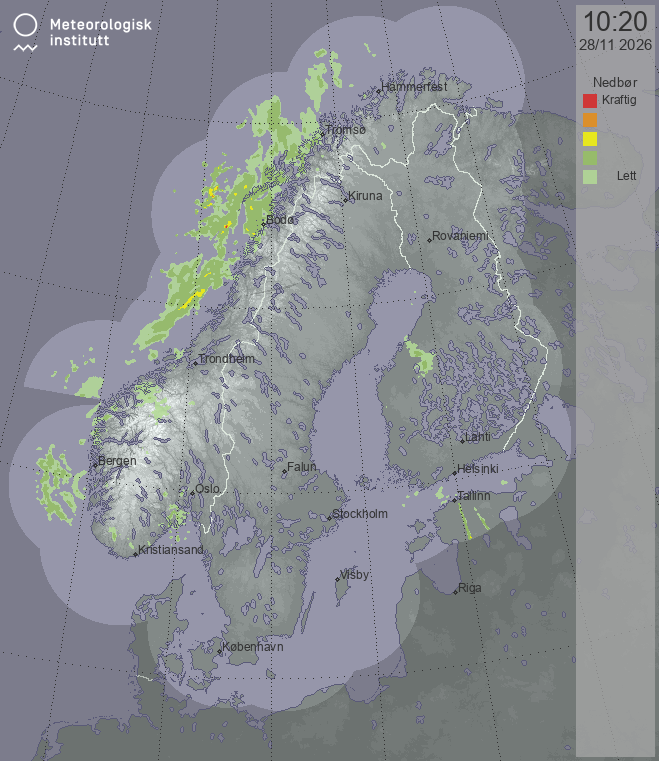 Meteorologisk
institutt
10:20
28/11 2026
Nedbør
Kraftig
Lett
Hammerfest
Tromsø
Kiruna
Bodø
Rovaniemi
Trondheim
Lahti
Bergen
Falun
Helsinki
Oslo
Tallinn
Stockholm
Kristiansand
Visby
Riga
København